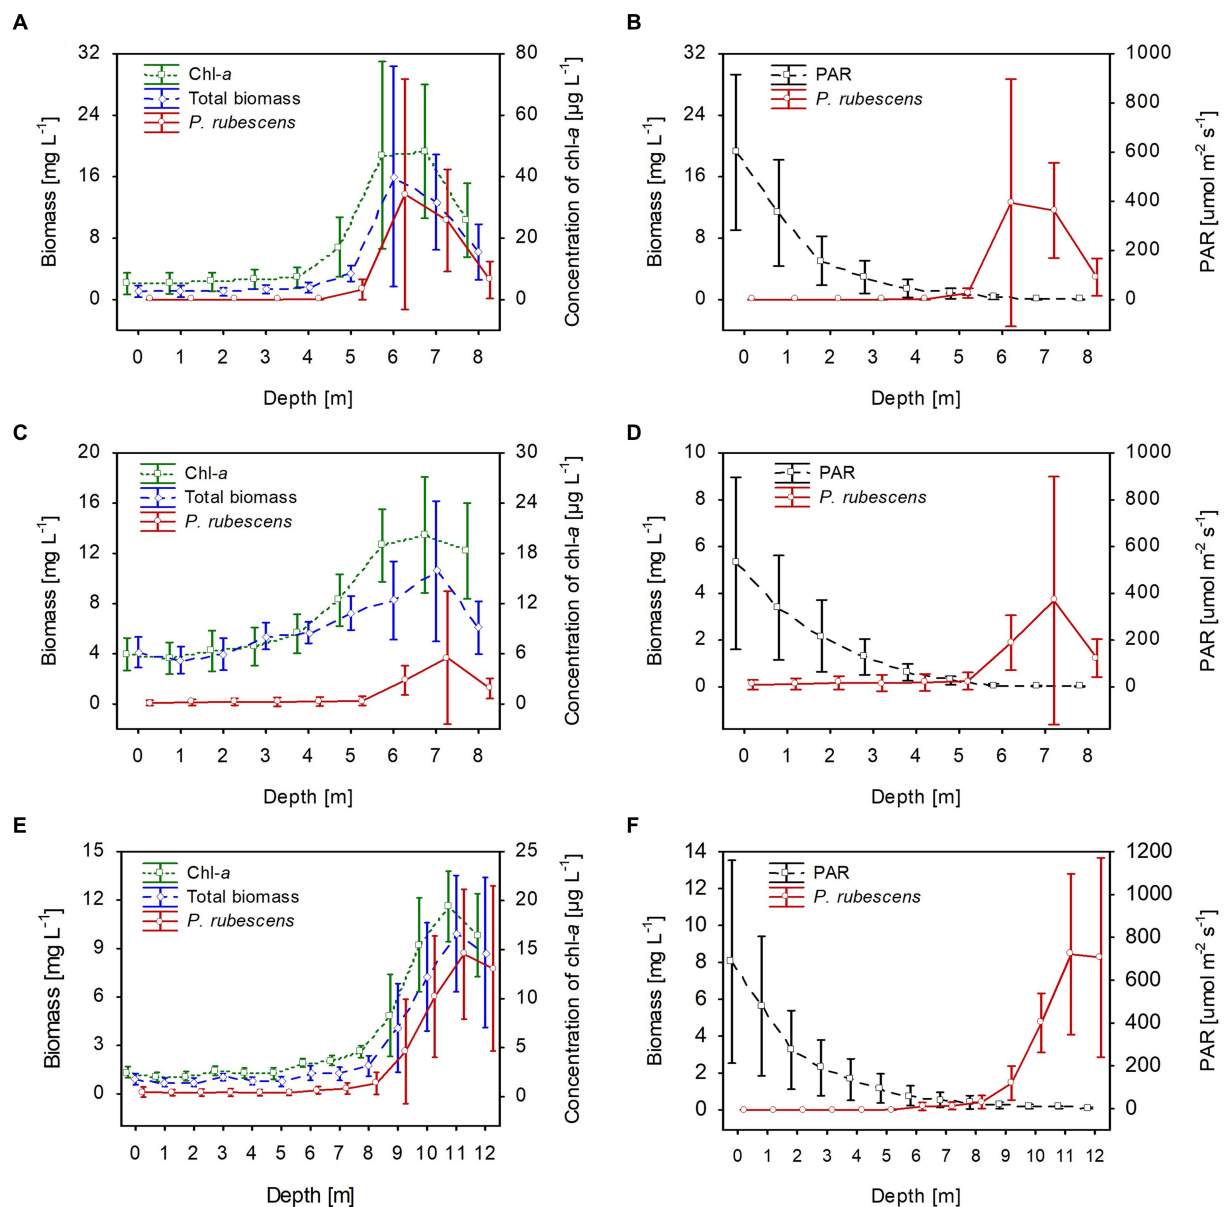 A
Biomass [mg L⁻¹]
32
24
16
8
0
Chl-a
Total biomass
P. rubescens
80
60
40
20
0
Concentration of chl-a [µg L⁻¹]
0 1 2 3 4 5 6 7 8
Depth [m]
B
Biomass [mg L⁻¹]
32
24
16
8
0
PAR
P. rubescens
1000
800
600
400
200
0
PAR [umol m⁻² s⁻¹]
0 1 2 3 4 5 6 7 8
Depth [m]
C
Biomass [mg L⁻¹]
20
16
12
8
4
0
Chl-a
Total biomass
P. rubescens
30
24
18
12
6
0
Concentration of chl-a [µg L⁻¹]
0 1 2 3 4 5 6 7 8
Depth [m]
D
Biomass [mg L⁻¹]
10
8
6
4
2
0
PAR
P. rubescens
1000
800
600
400
200
0
PAR [umol m⁻² s⁻¹]
0 1 2 3 4 5 6 7 8
Depth [m]
E
Biomass [mg L⁻¹]
15
12
9
6
3
0
Chl-a
Total biomass
P. rubescens
25
20
15
10
5
0
Concentration of chl-a [µg L⁻¹]
0 1 2 3 4 5 6 7 8 9 10 11 12
Depth [m]
F
Biomass [mg L⁻¹]
14
12
10
8
6
4
2
0
PAR
P. rubescens
1200
1000
800
600
400
200
0
PAR [umol m⁻² s⁻¹]
0 1 2 3 4 5 6 7 8 9 10 11 12
Depth [m]